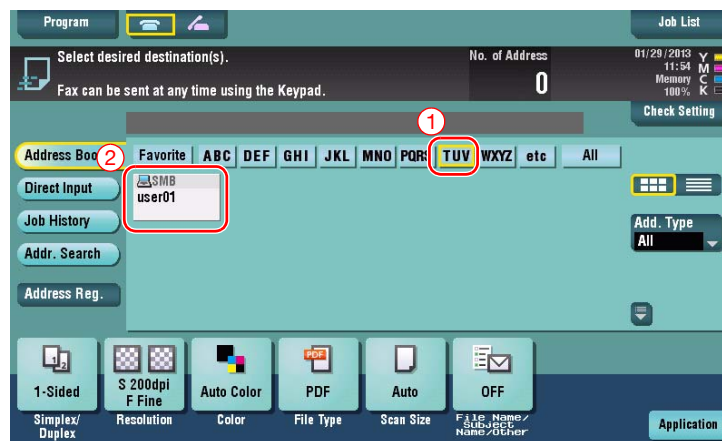 Program
Job List
Select desired destination(s).
No. of Address
01/29/2013
11:54
Memory
100%
Y
M
C
K
Fax can be sent at any time using the Keypad.
0
Check Setting
1
Address Boo
2
Favorite ABC DEF GHI JKL MNO PQRS TUV WXYZ etc All
Direct Input
SMB
user01
Job History
Add. Type
All
Addr. Search
Address Reg.
1 2
PDF
1-Sided
S 200dpi
F Fine
Auto Color
PDF
Auto
OFF
Simplex/
Duplex
Resolution
Color
File Type
Scan Size
File Name/
Subject
Name/Other
Application